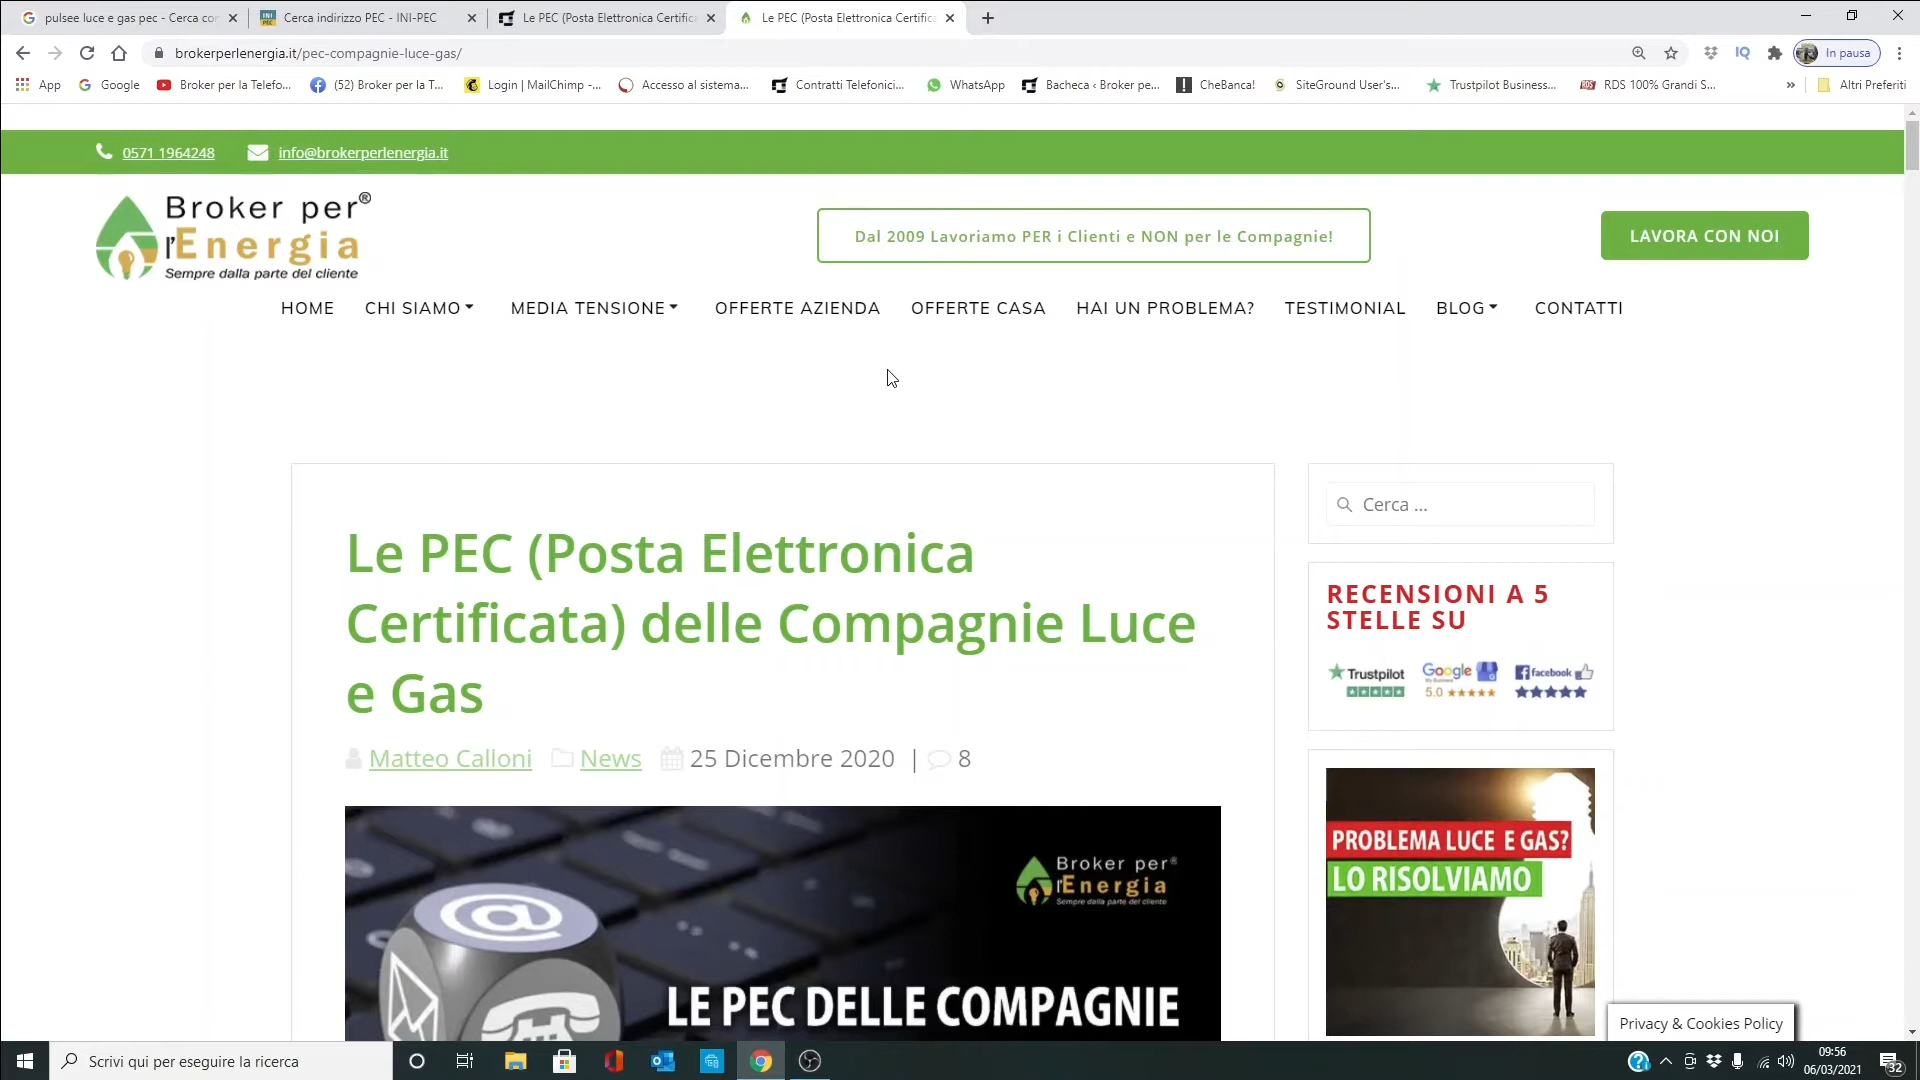 pulsee luce e gas pec - Cerca con
Cerca indirizzo PEC - INI-PEC
Le PEC (Posta Elettronica Certific
Le PEC (Posta Elettronica Certific
brokerperlenergia.it/pec-compagnie-luce-gas/
IQ
In pausa
App
Google
Broker per la Telefo...
(52) Broker per la T...
Login | MailChimp -...
Accesso al sistema...
Contratti Telefonici...
WhatsApp
Bacheca ‹ Broker pe...
CheBanca!
SiteGround User's...
Trustpilot Business...
RDS 100% Grandi S...
»
Altri Preferiti
0571 1964248
info@brokerperlenergia.it
Broker per®
l'Energia
Sempre dalla parte del cliente
Dal 2009 Lavoriamo PER i Clienti e NON per le Compagnie!
LAVORA CON NOI
HOME
CHI SIAMO
MEDIA TENSIONE
OFFERTE AZIENDA
OFFERTE CASA
HAI UN PROBLEMA?
TESTIMONIAL
BLOG
CONTATTI
Le PEC (Posta Elettronica
Certificata) delle Compagnie Luce
e Gas
Matteo Calloni
News
25 Dicembre 2020 | 8
Broker per®
l'Energia
Sempre dalla parte del cliente
@
LE PEC DELLE COMPAGNIE
Cerca ...
RECENSIONI A 5
STELLE SU
Trustpilot
Google
5.0
facebook
PROBLEMA LUCE E GAS?
LO RISOLVIAMO
Privacy & Cookies Policy
Scrivi qui per eseguire la ricerca
09:56
06/03/2021
32